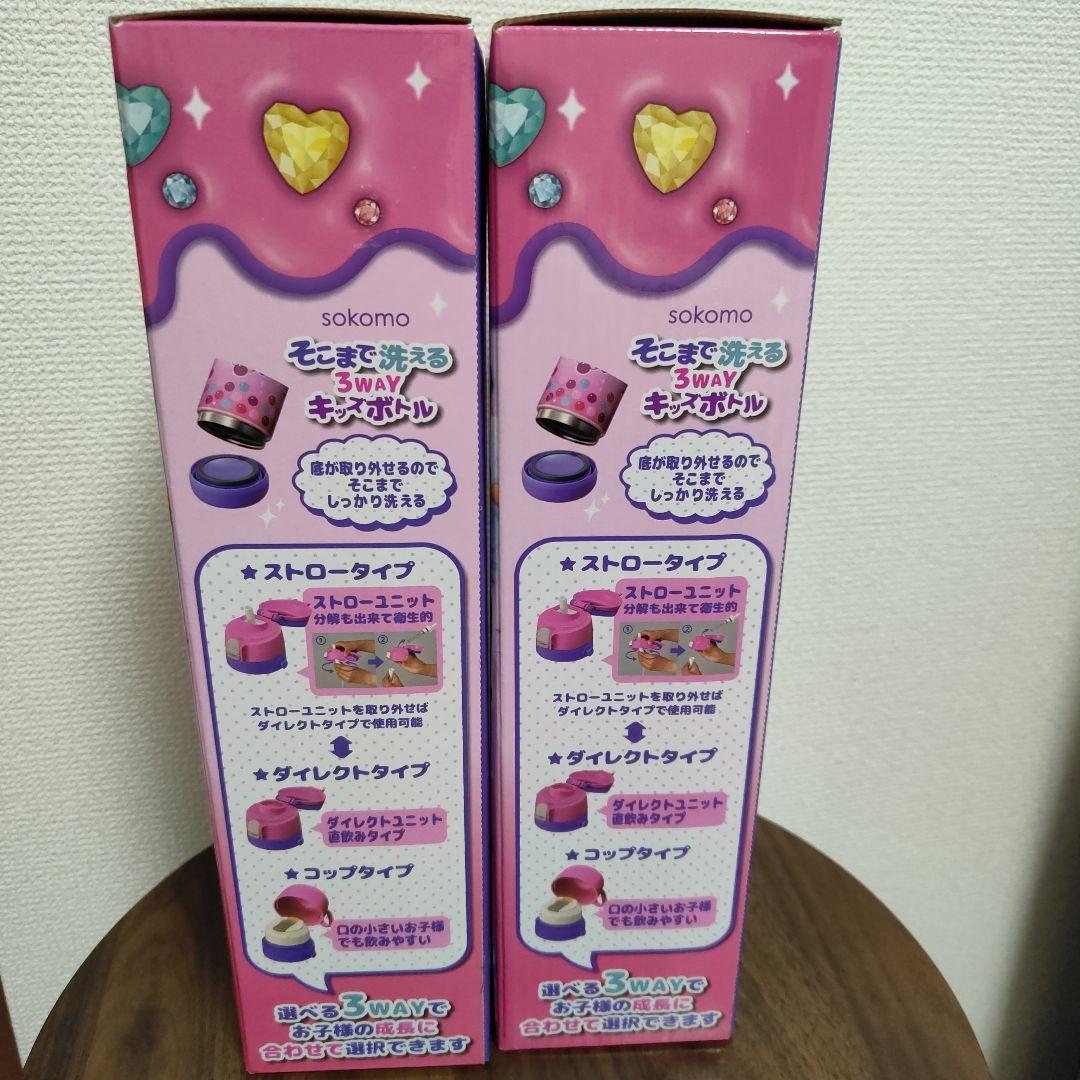 sokomo
そこまで洗える
3WAY
キッズボトル
底が取り外せるので
そこまで
しっかり洗える
★ストロータイプ
ストローユニット
分解も出来て衛生的
① ②
ストローユニットを取り外せば
ダイレクトタイプで使用可能
★ダイレクトタイプ
ダイレクトユニット
直飲みタイプ
★コップタイプ
口の小さいお子様
でも飲みやすい
選べる3WAYで
お子様の成長に
合わせて選択できます
sokomo
そこまで洗える
3WAY
キッズボトル
底が取り外せるので
そこまで
しっかり洗える
★ストロータイプ
ストローユニット
分解も出来て衛生的
① ②
ストローユニットを取り外せば
ダイレクトタイプで使用可能
★ダイレクトタイプ
ダイレクトユニット
直飲みタイプ
★コップタイプ
口の小さいお子様
でも飲みやすい
選べる3WAYで
お子様の成長に
合わせて選択できます